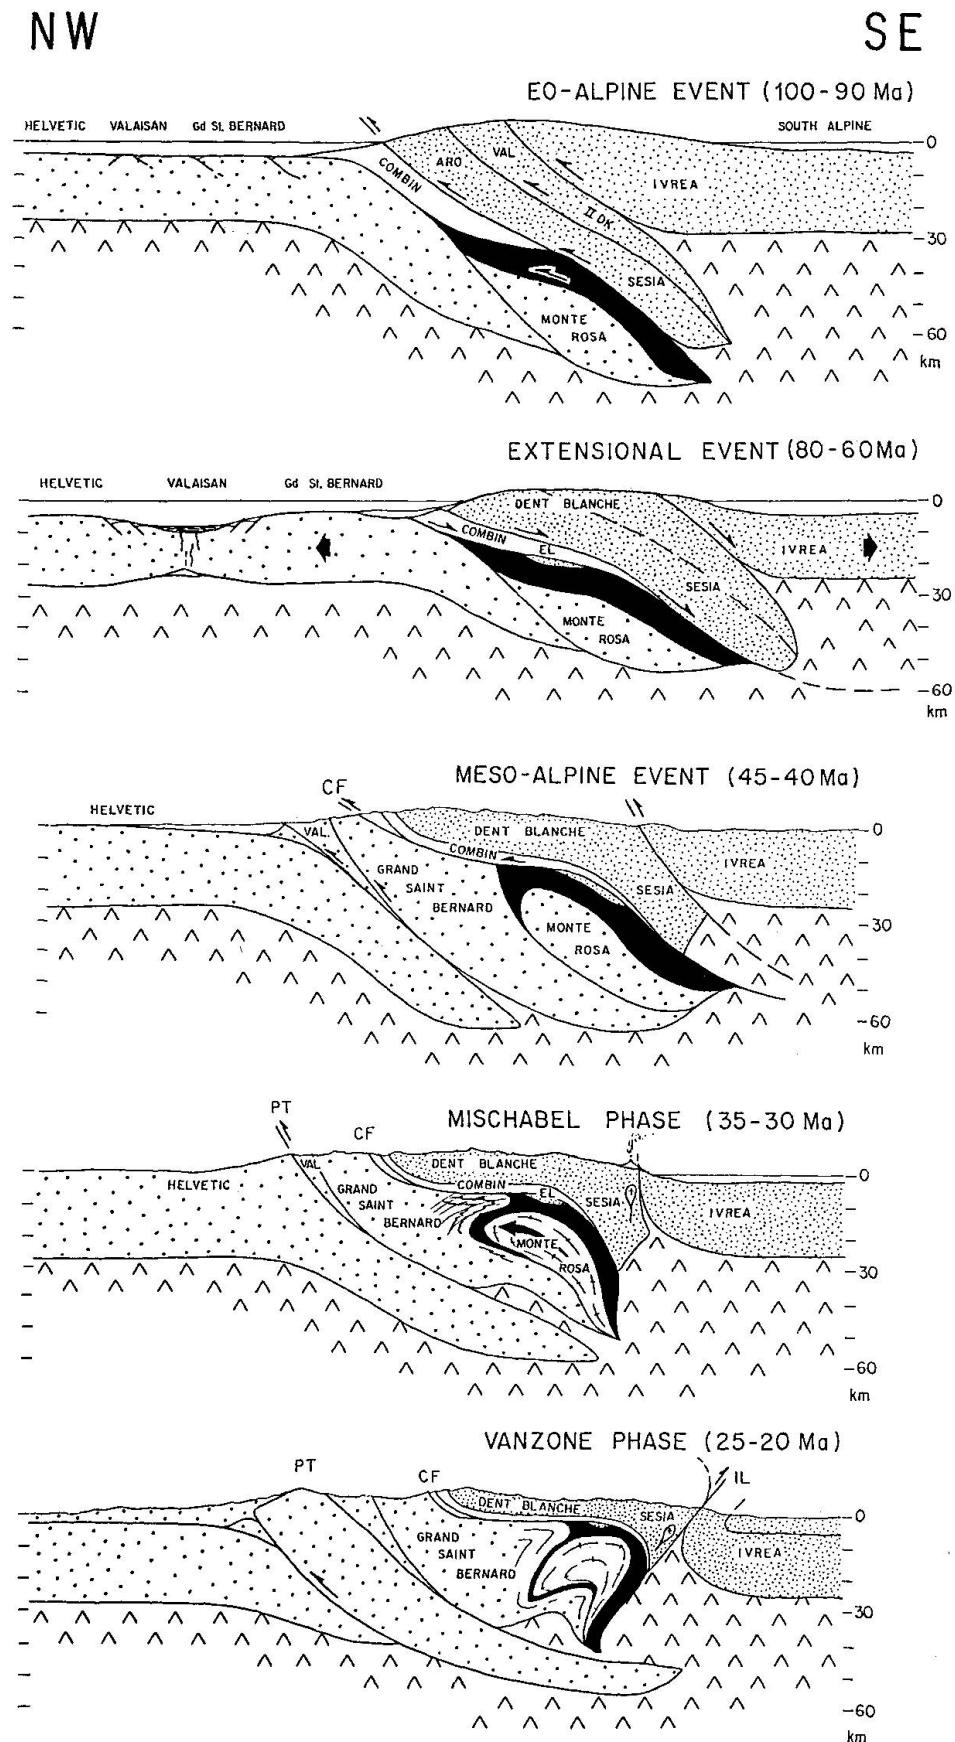 NW SE
EO-ALPINE EVENT (100-90 Ma)
HELVETIC VALAISAN Gd St. BERNARD SOUTH ALPINE
0
COMBIN ARO VAL IVREA
II DK
-30
SESIA
MONTE
ROSA
-60
km
EXTENSIONAL EVENT (80-60 Ma)
HELVETIC VALAISAN Gd St. BERNARD
0
DENT BLANCHE
COMBIN
EL IVREA
SESIA
-30
MONTE
ROSA
-60
km
MESO-ALPINE EVENT (45-40 Ma)
CF
HELVETIC
0
VAL. DENT BLANCHE
COMBIN
GRAND IVREA
SAINT SESIA
BERNARD
MONTE -30
ROSA
-60
km
MISCHABEL PHASE (35-30 Ma)
PT
CF
VAL. DENT BLANCHE
0
HELVETIC COMBIN
GRAND EL SESIA
SAINT IVREA
BERNARD
MONTE
ROSA
-30
-60
km
VANZONE PHASE (25-20 Ma)
PT CF IL
DENT BLANCHE
SESIA 0
GRAND
SAINT IVREA
BERNARD
-30
-60
km